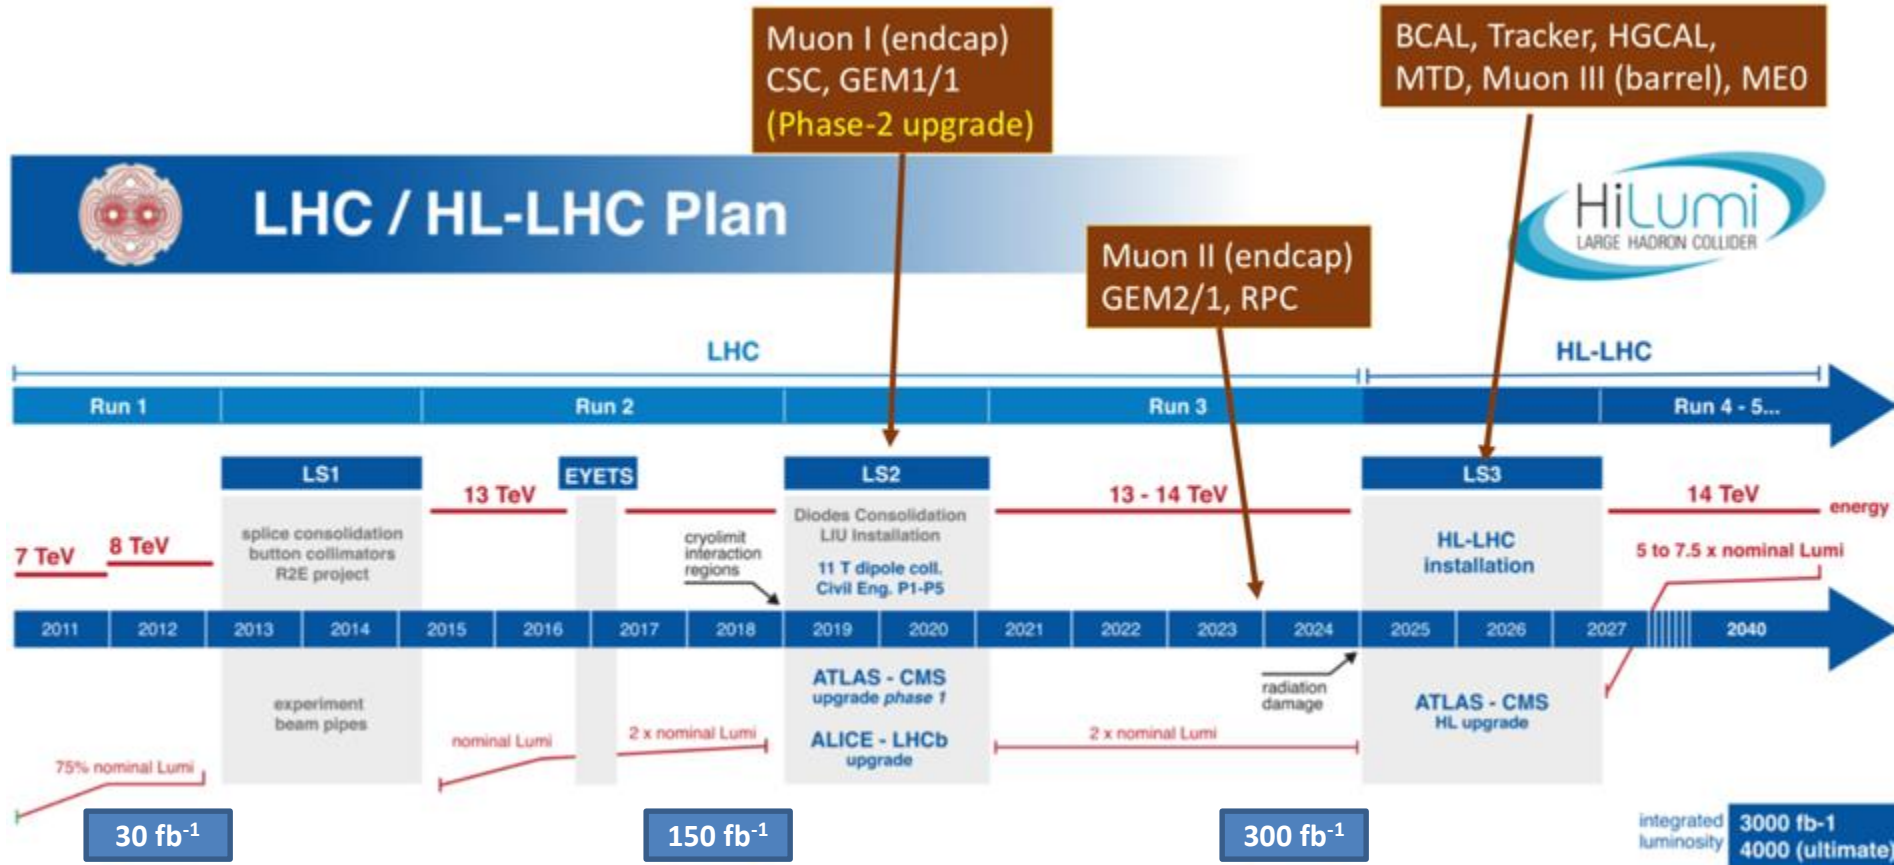 Muon I (endcap)
CSC, GEM1/1
(Phase-2 upgrade)
BCAL, Tracker, HGCAL,
MTD, Muon III (barrel), ME0
LHC / HL-LHC Plan
HiLumi
LARGE HADRON COLLIDER
Muon II (endcap)
GEM2/1, RPC
LHC
HL-LHC
Run 1
Run 2
Run 3
Run 4 - 5...
LS1
EYETS
LS2
LS3
13 TeV
13 - 14 TeV
14 TeV
energy
7 TeV
8 TeV
splice consolidation
button collimators
R2E project
cryolimit
interaction
regions
Diodes Consolidation
LIU Installation
11 T dipole coll.
Civil Eng. P1-P5
HL-LHC
installation
5 to 7.5 x nominal Lumi
2011 2012 2013 2014 2015 2016 2017 2018 2019 2020 2021 2022 2023 2024 2025 2026 2027 2040
experiment
beam pipes
ATLAS - CMS
upgrade phase 1
ALICE - LHCb
upgrade
radiation
damage
ATLAS - CMS
HL upgrade
75% nominal Lumi
nominal Lumi
2 x nominal Lumi
2 x nominal Lumi
30 fb-1
150 fb-1
300 fb-1
integrated
luminosity
3000 fb-1
4000 (ultimate)